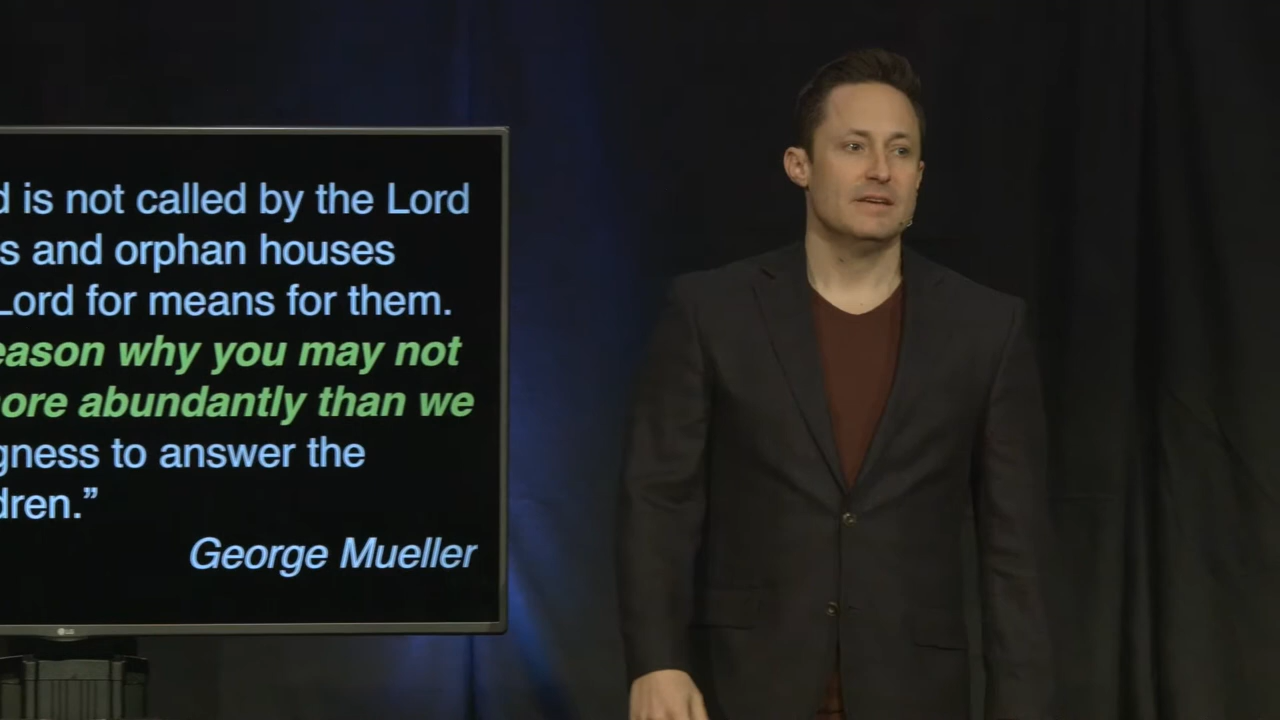 d is not called by the Lord
s and orphan houses
Lord for means for them.
eason why you may not
ore abundantly than we
gness to answer the
dren.”
George Mueller
LG